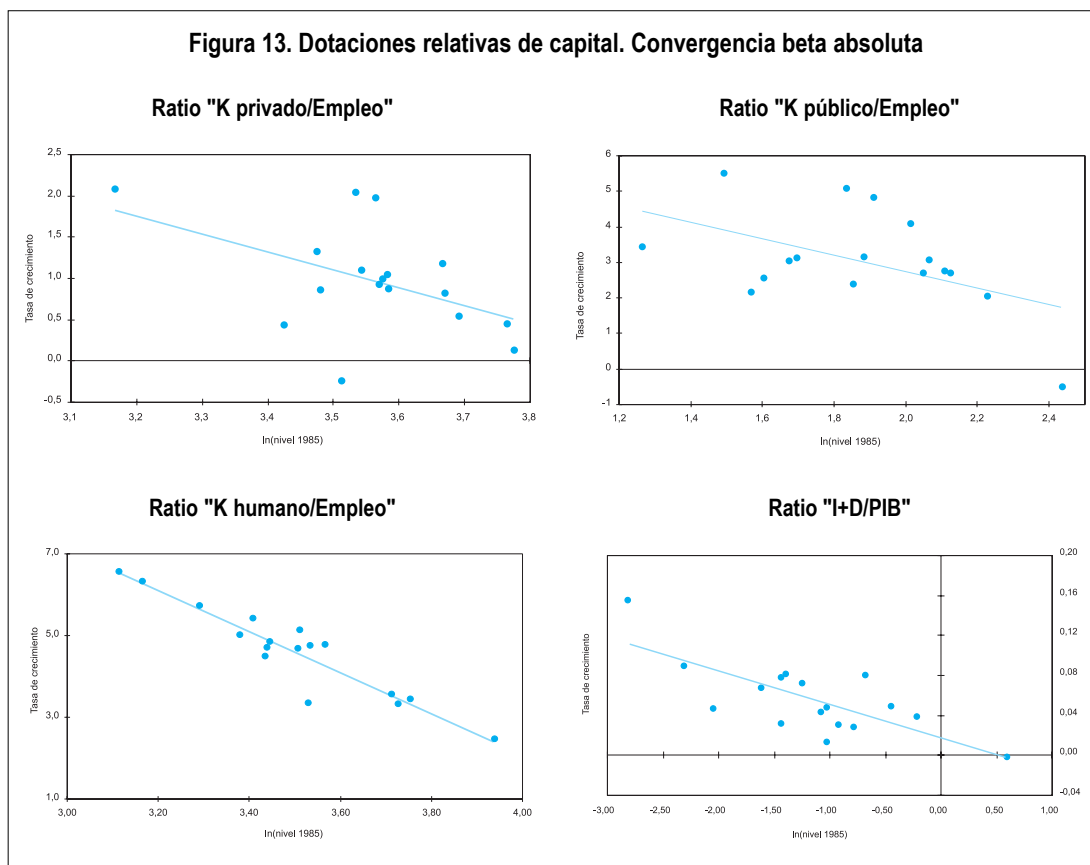 Figura 13. Dotaciones relativas de capital. Convergencia beta absoluta
Ratio "K privado/Empleo"
Tasa de crecimiento
2,5
2,0
1,5
1,0
0,5
0,0
-0,5
3,1 3,2 3,3 3,4 3,5 3,6 3,7 3,8
ln(nivel 1985)
Ratio "K público/Empleo"
Tasa de crecimiento
6
5
4
3
2
1
0
-1
1,2 1,4 1,6 1,8 2,0 2,2 2,4
ln(nivel 1985)
Ratio "K humano/Empleo"
Tasa de crecimiento
7,0
5,0
3,0
1,0
3,00 3,20 3,40 3,60 3,80 4,00
ln(nivel 1985)
Ratio "I+D/PIB"
Tasa de crecimiento
0,20
0,16
0,12
0,08
0,04
0,00
-0,04
-3,00 -2,50 -2,00 -1,50 -1,00 -0,50 0,00 0,50 1,00
ln(nivel 1985)